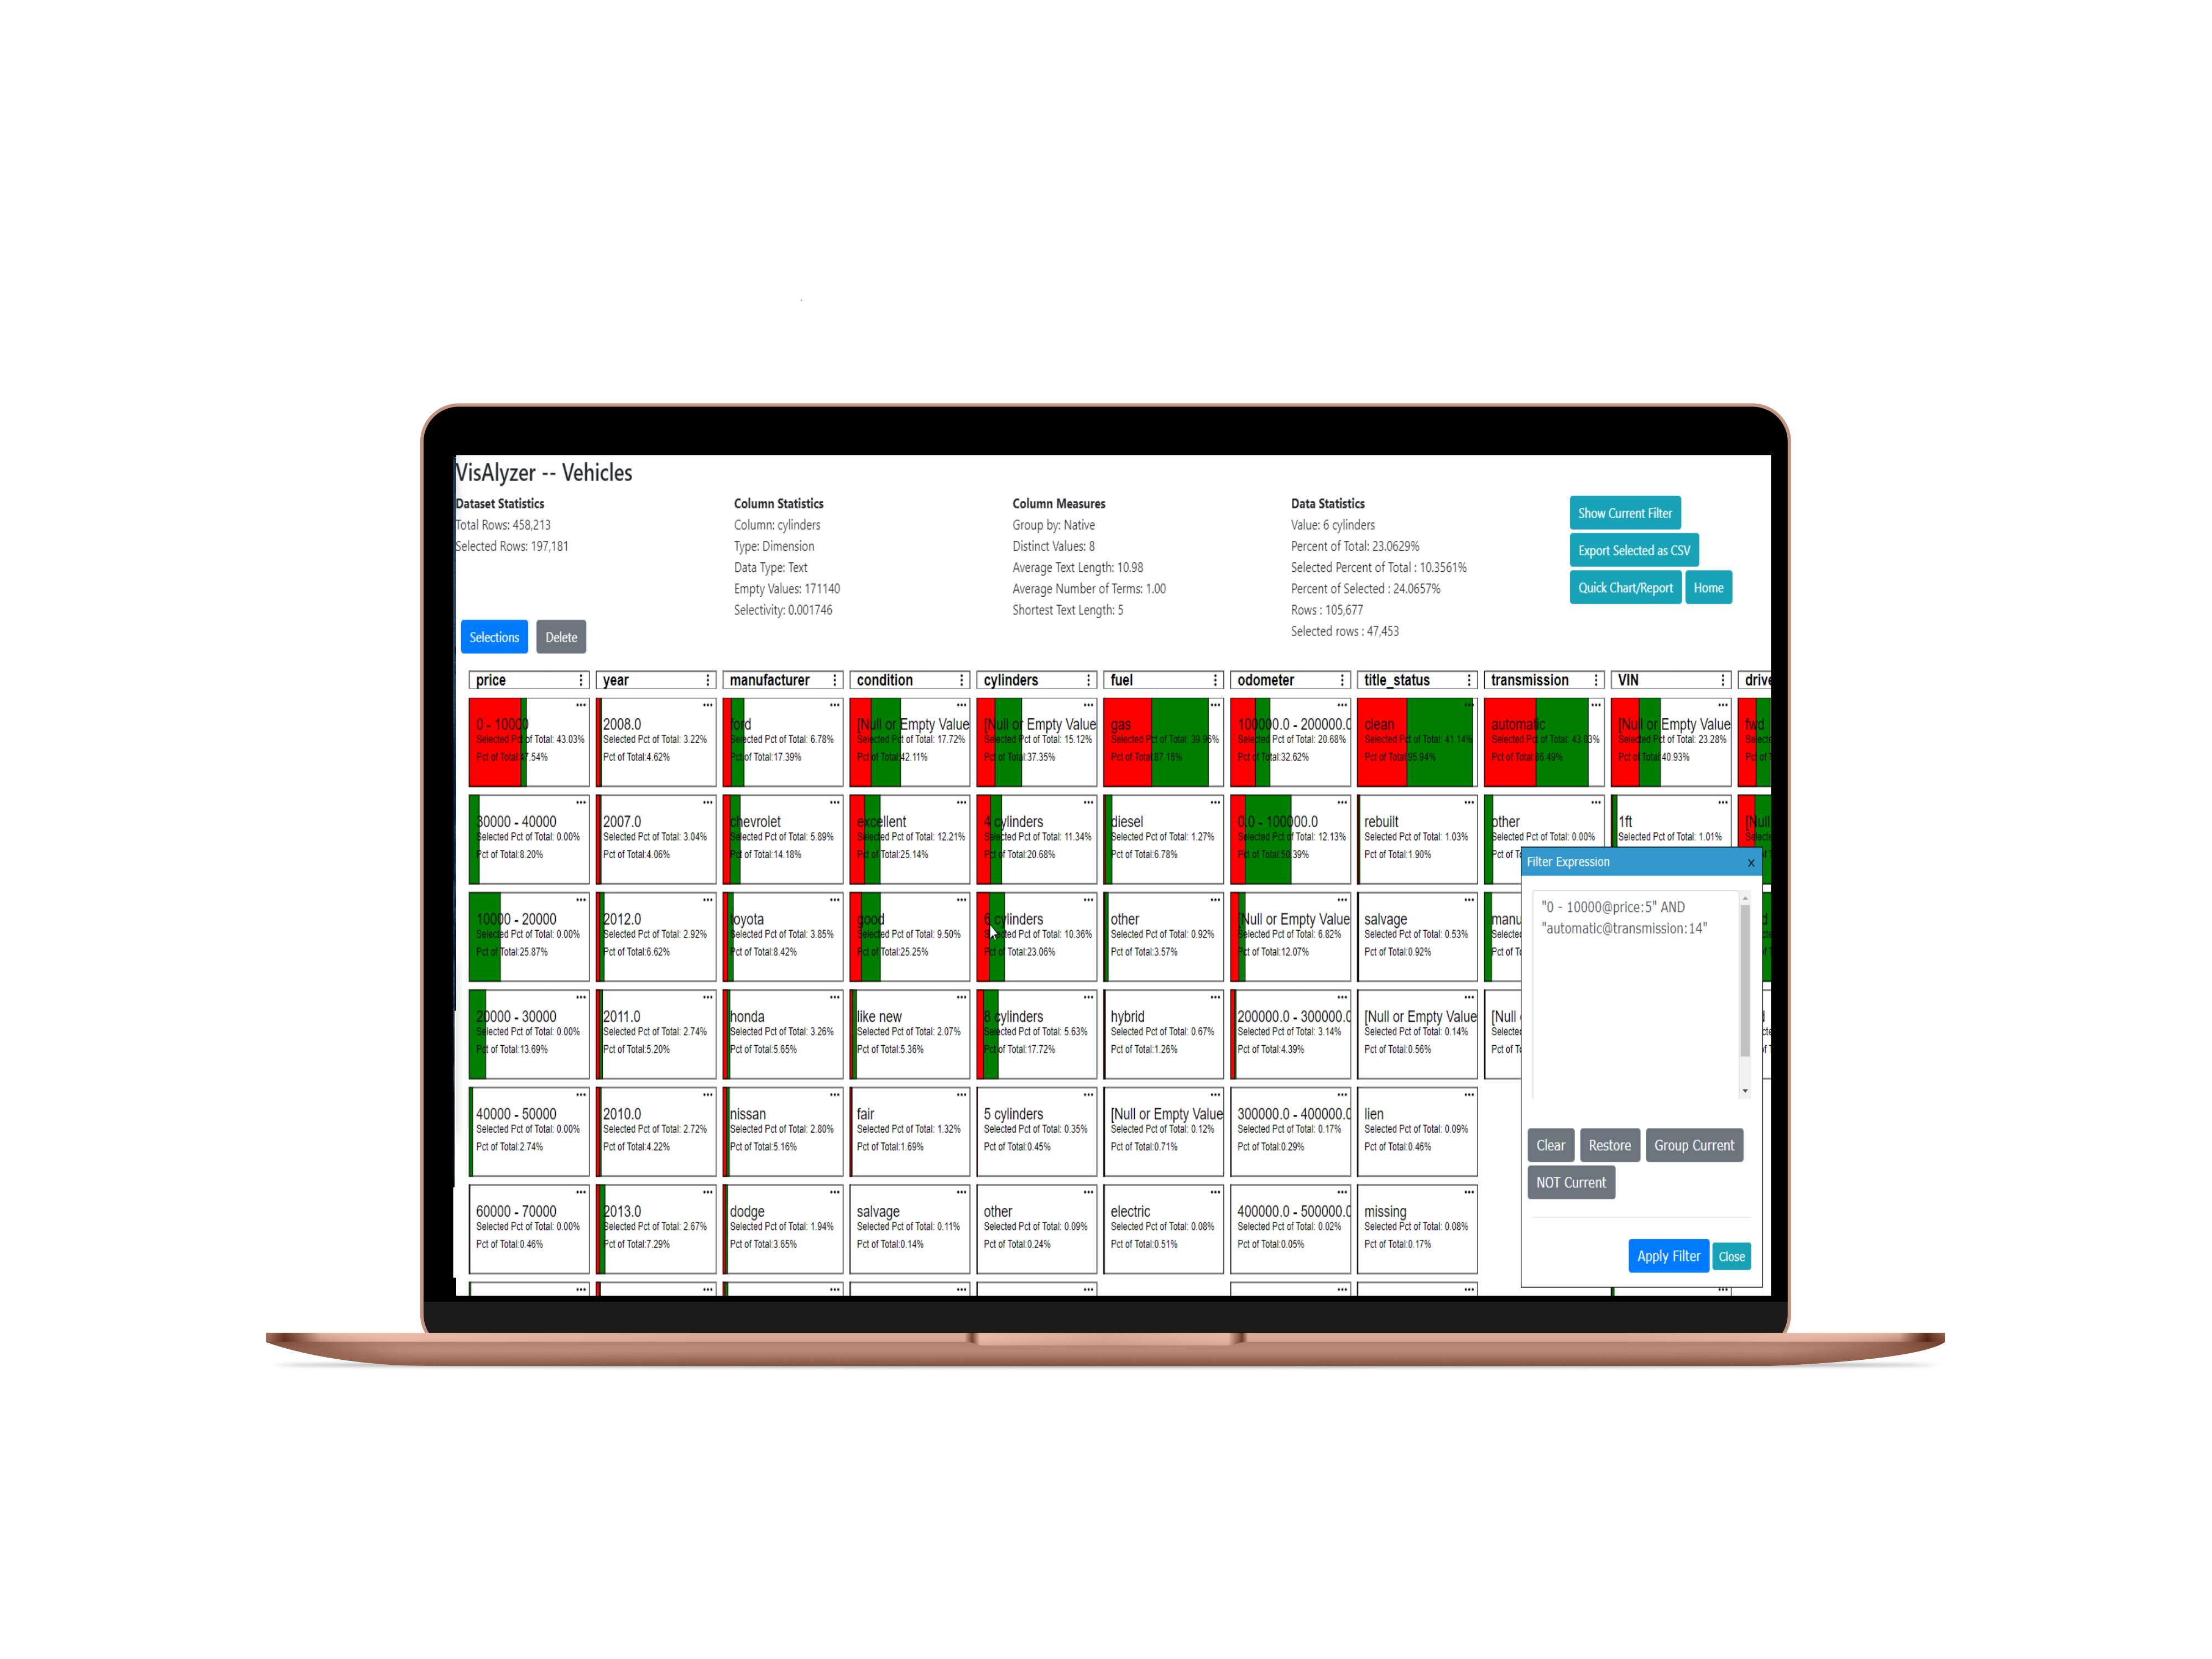 VisAlyzer -- Vehicles
Dataset Statistics
Total Rows: 458,213
Selected Rows: 197,181
Column Statistics
Column: cylinders
Type: Dimension
Data Type: Text
Empty Values: 171140
Selectivity: 0.001746
Column Measures
Group by: Native
Distinct Values: 8
Average Text Length: 10.98
Average Number of Terms: 1.00
Shortest Text Length: 5
Data Statistics
Value: 6 cylinders
Percent of Total: 23.0629%
Selected Percent of Total : 10.3561%
Percent of Selected : 24.0657%
Rows : 105,677
Selected rows : 47,453
Show Current Filter
Export Selected as CSV
Quick Chart/Report
Home
Selections
Delete
price
0 - 10000
Selected Pct of Total: 43.03%
Pct of Total:47.54%
30000 - 40000
Selected Pct of Total: 0.00%
Pct of Total:8.20%
10000 - 20000
Selected Pct of Total: 0.00%
Pct of Total:25.87%
20000 - 30000
Selected Pct of Total: 0.00%
Pct of Total:13.69%
40000 - 50000
Selected Pct of Total: 0.00%
Pct of Total:2.74%
60000 - 70000
Selected Pct of Total: 0.00%
Pct of Total:0.46%
year
2008.0
Selected Pct of Total: 3.22%
Pct of Total:4.62%
2007.0
Selected Pct of Total: 3.04%
Pct of Total:4.06%
2012.0
Selected Pct of Total: 2.92%
Pct of Total:6.62%
2011.0
Selected Pct of Total: 2.74%
Pct of Total:5.20%
2010.0
Selected Pct of Total: 2.72%
Pct of Total:4.22%
2013.0
Selected Pct of Total: 2.67%
Pct of Total:7.29%
manufacturer
ford
Selected Pct of Total: 6.78%
Pct of Total:17.39%
chevrolet
Selected Pct of Total: 5.89%
Pct of Total:14.18%
toyota
Selected Pct of Total: 3.85%
Pct of Total:8.42%
honda
Selected Pct of Total: 3.26%
Pct of Total:5.65%
nissan
Selected Pct of Total: 2.80%
Pct of Total:5.16%
dodge
Selected Pct of Total: 1.94%
Pct of Total:3.65%
condition
[Null or Empty Value
Selected Pct of Total: 17.72%
Pct of Total:42.11%
excellent
Selected Pct of Total: 12.21%
Pct of Total:25.14%
good
Selected Pct of Total: 9.50%
Pct of Total:25.25%
like new
Selected Pct of Total: 2.07%
Pct of Total:5.36%
fair
Selected Pct of Total: 1.32%
Pct of Total:1.69%
salvage
Selected Pct of Total: 0.11%
Pct of Total:0.14%
cylinders
[Null or Empty Value
Selected Pct of Total: 15.12%
Pct of Total:37.35%
4 cylinders
Selected Pct of Total: 11.34%
Pct of Total:20.68%
6 cylinders
Selected Pct of Total: 10.36%
Pct of Total:23.06%
8 cylinders
Selected Pct of Total: 5.63%
Pct of Total:17.72%
5 cylinders
Selected Pct of Total: 0.35%
Pct of Total:0.45%
other
Selected Pct of Total: 0.09%
Pct of Total:0.24%
fuel
gas
Selected Pct of Total: 39.96%
Pct of Total:87.16%
diesel
Selected Pct of Total: 1.27%
Pct of Total:6.78%
other
Selected Pct of Total: 0.92%
Pct of Total:3.57%
hybrid
Selected Pct of Total: 0.67%
Pct of Total:1.26%
[Null or Empty Value
Selected Pct of Total: 0.12%
Pct of Total:0.71%
electric
Selected Pct of Total: 0.08%
Pct of Total:0.51%
odometer
100000.0 - 200000.0
Selected Pct of Total: 20.68%
Pct of Total:32.62%
0.0 - 100000.0
Selected Pct of Total: 12.13%
Pct of Total:50.39%
[Null or Empty Value
Selected Pct of Total: 6.82%
Pct of Total:12.07%
200000.0 - 300000.0
Selected Pct of Total: 3.14%
Pct of Total:4.39%
300000.0 - 400000.0
Selected Pct of Total: 0.17%
Pct of Total:0.29%
400000.0 - 500000.0
Selected Pct of Total: 0.02%
Pct of Total:0.05%
title_status
clean
Selected Pct of Total: 41.14%
Pct of Total:95.94%
rebuilt
Selected Pct of Total: 1.03%
Pct of Total:1.90%
salvage
Selected Pct of Total: 0.53%
Pct of Total:0.92%
[Null or Empty Value
Selected Pct of Total: 0.14%
Pct of Total:0.56%
lien
Selected Pct of Total: 0.09%
Pct of Total:0.46%
missing
Selected Pct of Total: 0.08%
Pct of Total:0.17%
transmission
automatic
Selected Pct of Total: 43.03%
Pct of Total:86.49%
other
Selected Pct of Total: 0.00%
Pct of T
manu
Selecte
Pct of T
[Null
Selecte
Pct of T
VIN
[Null or Empty Value
Selected Pct of Total: 23.28%
Pct of Total:40.93%
1ft
Selected Pct of Total: 1.01%
drive
fwd
Selecte
Pct of T
[Null
Selecte
Filter Expression
x
"0 - 10000@price:5" AND
"automatic@transmission:14"
Clear
Restore
Group Current
NOT Current
Apply Filter
Close